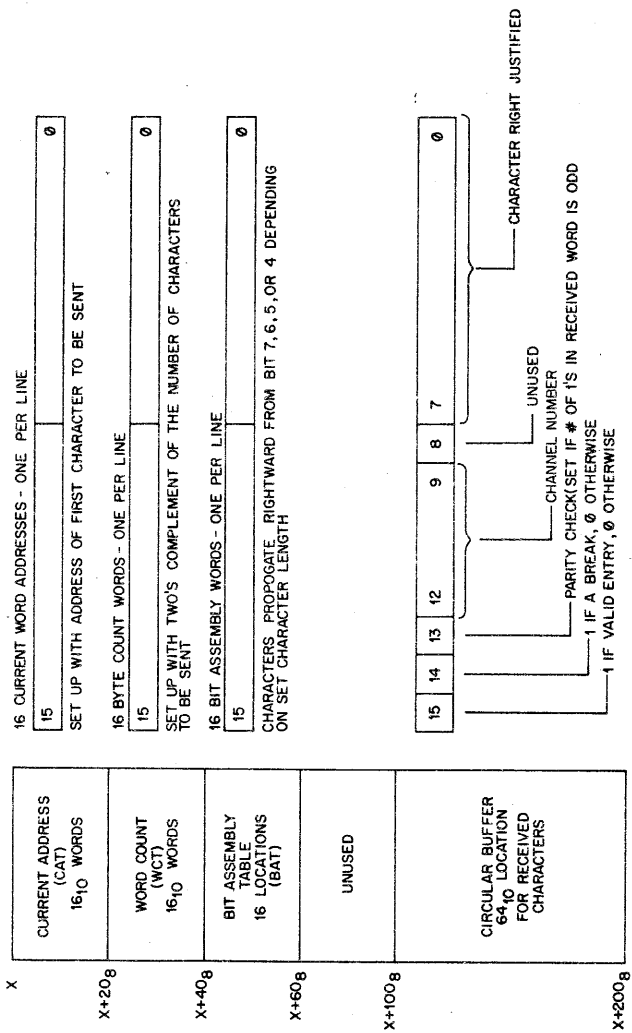 X
CURRENT ADDRESS
(CAT)
16₁₀ WORDS
X+20₈
WORD COUNT
(WCT)
16₁₀ WORDS
X+40₈
BIT ASSEMBLY
TABLE
16 LOCATIONS
(BAT)
X+60₈
UNUSED
X+100₈
CIRCULAR BUFFER
64₁₀ LOCATION
FOR RECEIVED
CHARACTERS
X+200₈
16 CURRENT WORD ADDRESSES - ONE PER LINE
15 0
SET UP WITH ADDRESS OF FIRST CHARACTER TO BE SENT
16 BYTE COUNT WORDS - ONE PER LINE
15 0
SET UP WITH TWO'S COMPLEMENT OF THE NUMBER OF CHARACTERS
TO BE SENT
16 BIT ASSEMBLY WORDS - ONE PER LINE
15 0
CHARACTERS PROPOGATE RIGHTWARD FROM BIT 7, 6, 5, OR 4 DEPENDING
ON SET CHARACTER LENGTH
15 14 13 12 9 8 7 0
CHARACTER RIGHT JUSTIFIED
UNUSED
CHANNEL NUMBER
PARITY CHECK(SET IF # OF 1'S IN RECEIVED WORD IS ODD
1 IF A BREAK, 0 OTHERWISE
1 IF VALID ENTRY, 0 OTHERWISE